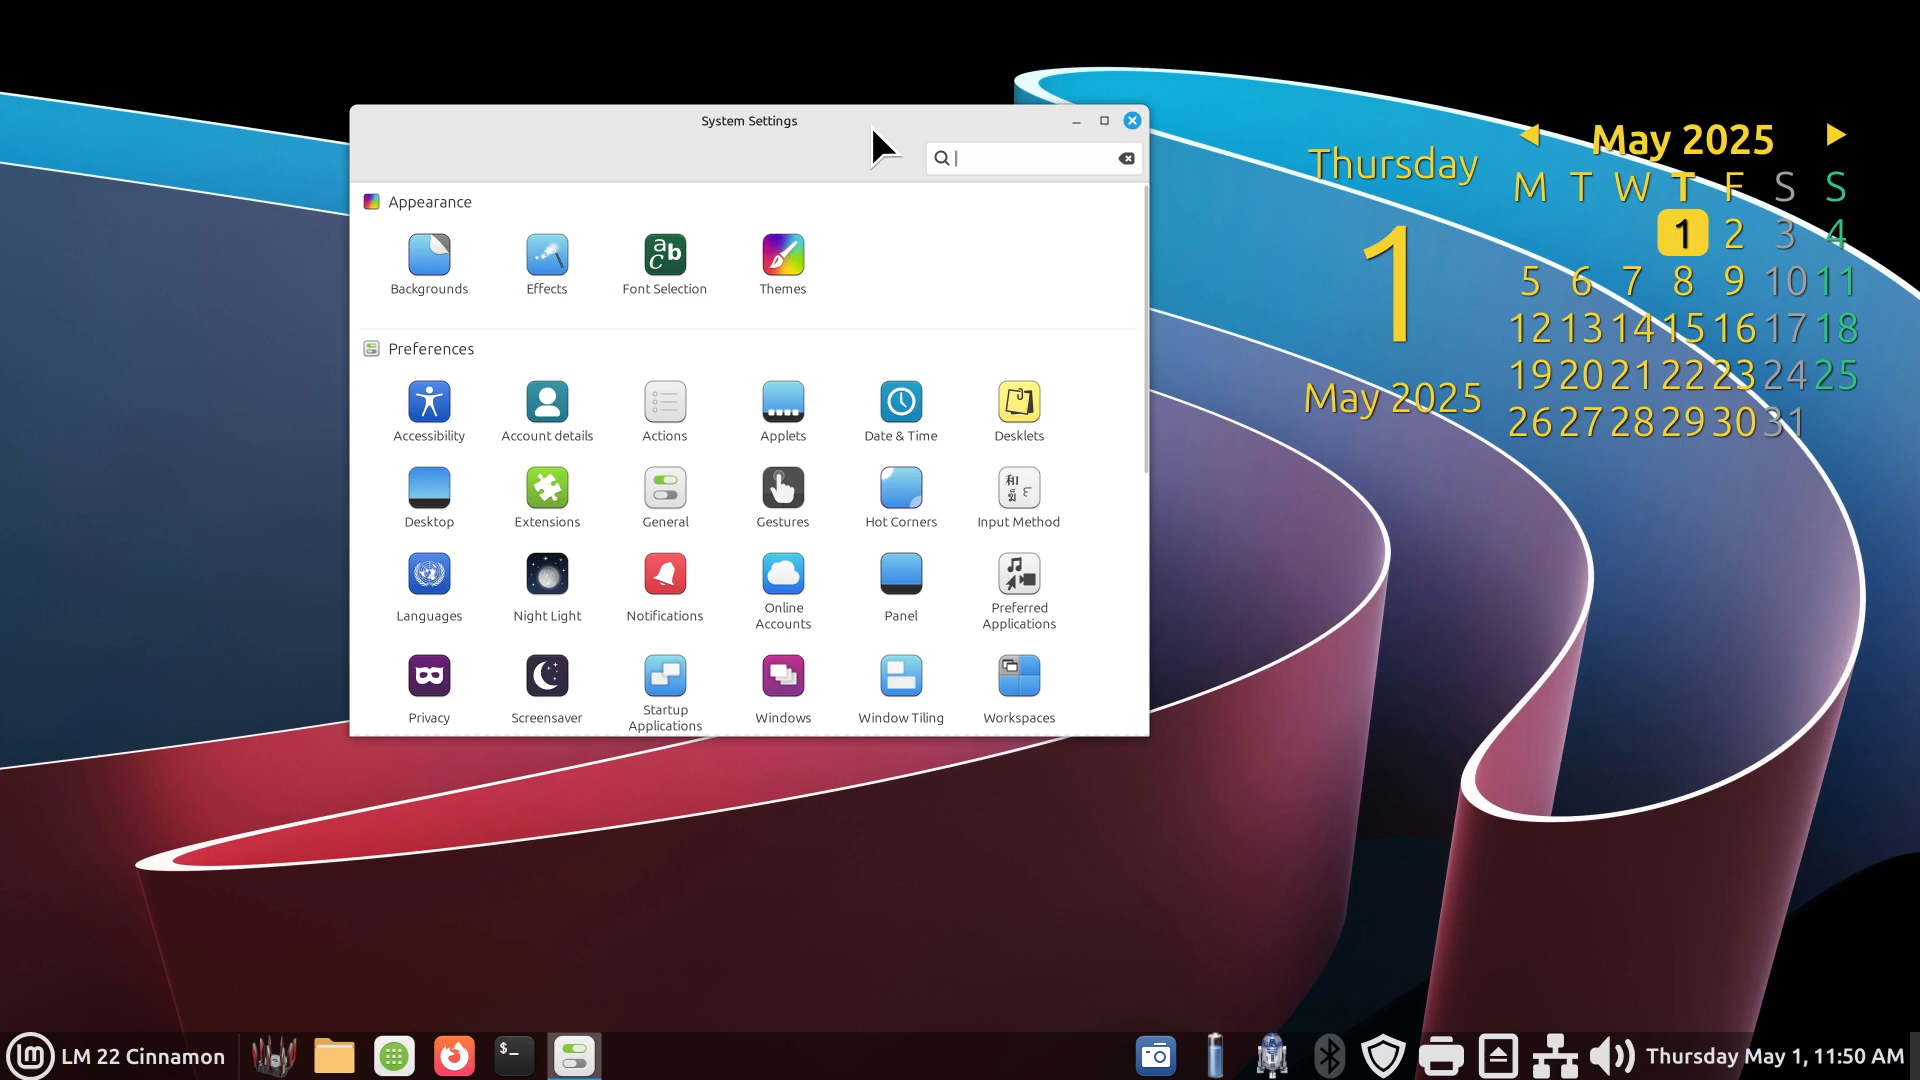 System Settings
Appearance
Backgrounds Effects Font Selection Themes
Preferences
Accessibility Account details Actions Applets Date & Time Desklets
Desktop Extensions General Gestures Hot Corners Input Method
Languages Night Light Notifications Online Accounts Panel Preferred Applications
Privacy Screensaver Startup Applications Windows Window Tiling Workspaces
Thursday
1
May 2025
May 2025
M T W T F S S
1 2 3 4
5 6 7 8 9 10 11
12 13 14 15 16 17 18
19 20 21 22 23 24 25
26 27 28 29 30 31
LM 22 Cinnamon
$_
Thursday May 1, 11:50 AM